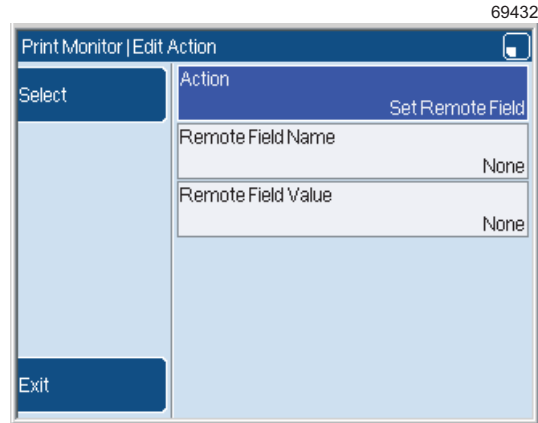 69432
Print Monitor | Edit Action
Select
Action
Set Remote Field
Remote Field Name
None
Remote Field Value
None
Exit